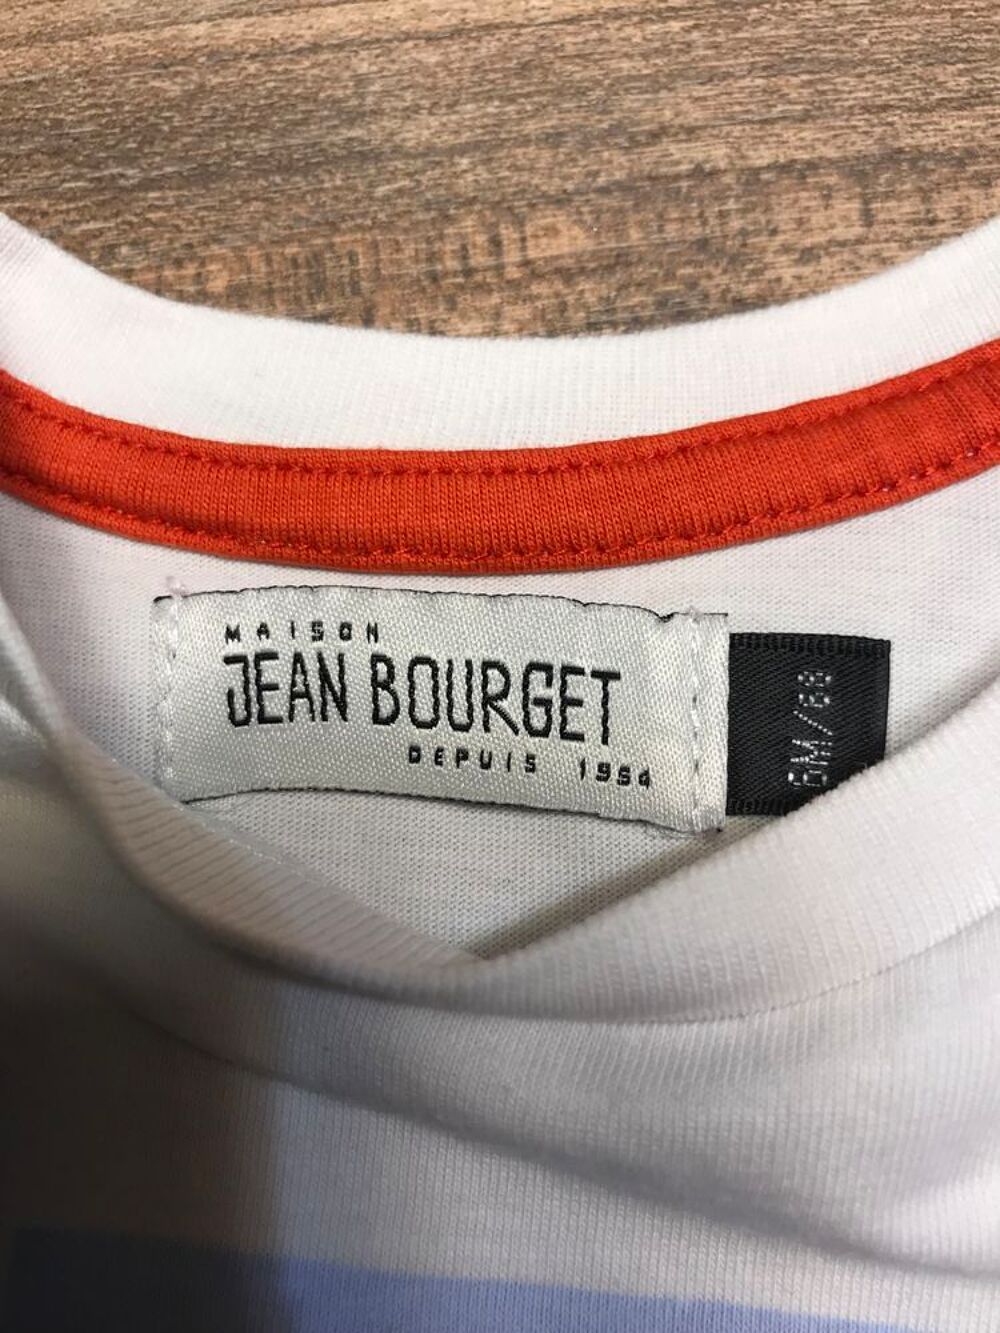 MAISON
JEAN BOURGET
DEPUIS 1954
6M/68